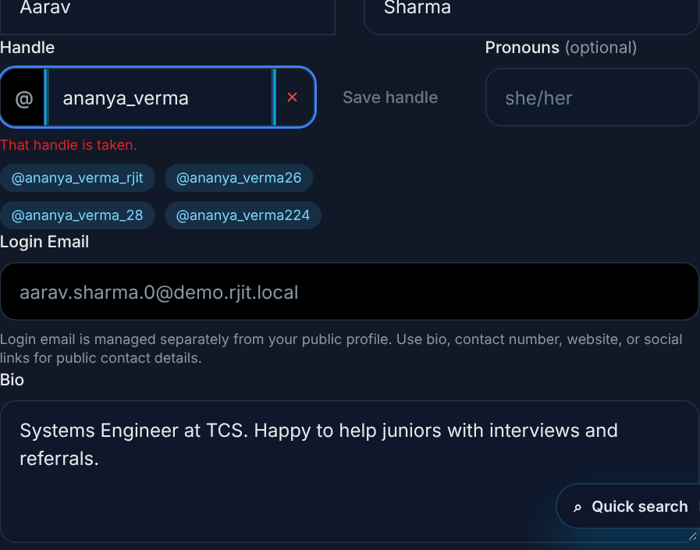 Aarav
Sharma
Handle
Pronouns (optional)
@ ananya_verma ✕
Save handle
she/her
That handle is taken.
@ananya_verma_rjit @ananya_verma26
@ananya_verma_28 @ananya_verma224
Login Email
aarav.sharma.0@demo.rjit.local
Login email is managed separately from your public profile. Use bio, contact number, website, or social
links for public contact details.
Bio
Systems Engineer at TCS. Happy to help juniors with interviews and
referrals.
Quick search